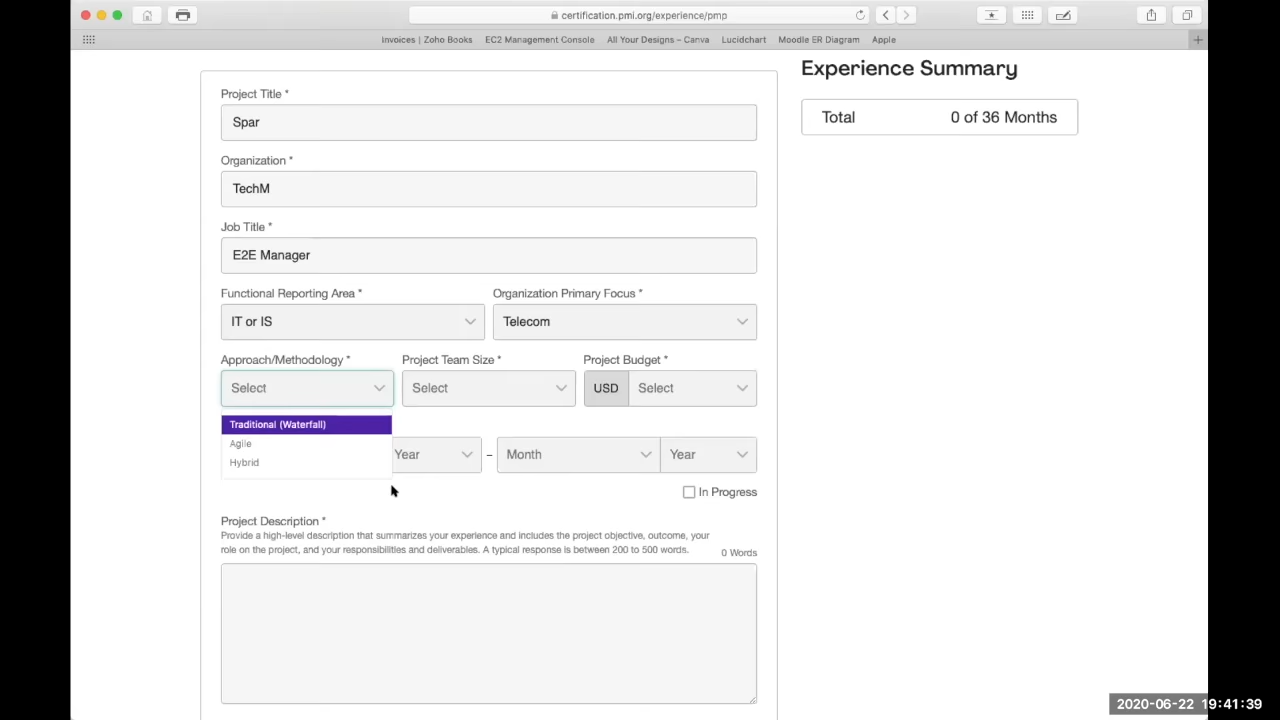 certification.pmi.org/experience/pmp
Invoices | Zoho Books EC2 Management Console All Your Designs – Canva Lucidchart Moodle ER Diagram Apple
Experience Summary
Total 0 of 36 Months
Project Title *
Spar
Organization *
TechM
Job Title *
E2E Manager
Functional Reporting Area * Organization Primary Focus *
IT or IS Telecom
Approach/Methodology * Project Team Size * Project Budget *
Select Select USD Select
Traditional (Waterfall)
Agile
Hybrid
Year – Month Year
In Progress
Project Description *
Provide a high-level description that summarizes your experience and includes the project objective, outcome, your
role on the project, and your responsibilities and deliverables. A typical response is between 200 to 500 words.
0 Words
2020-06-22 19:41:39